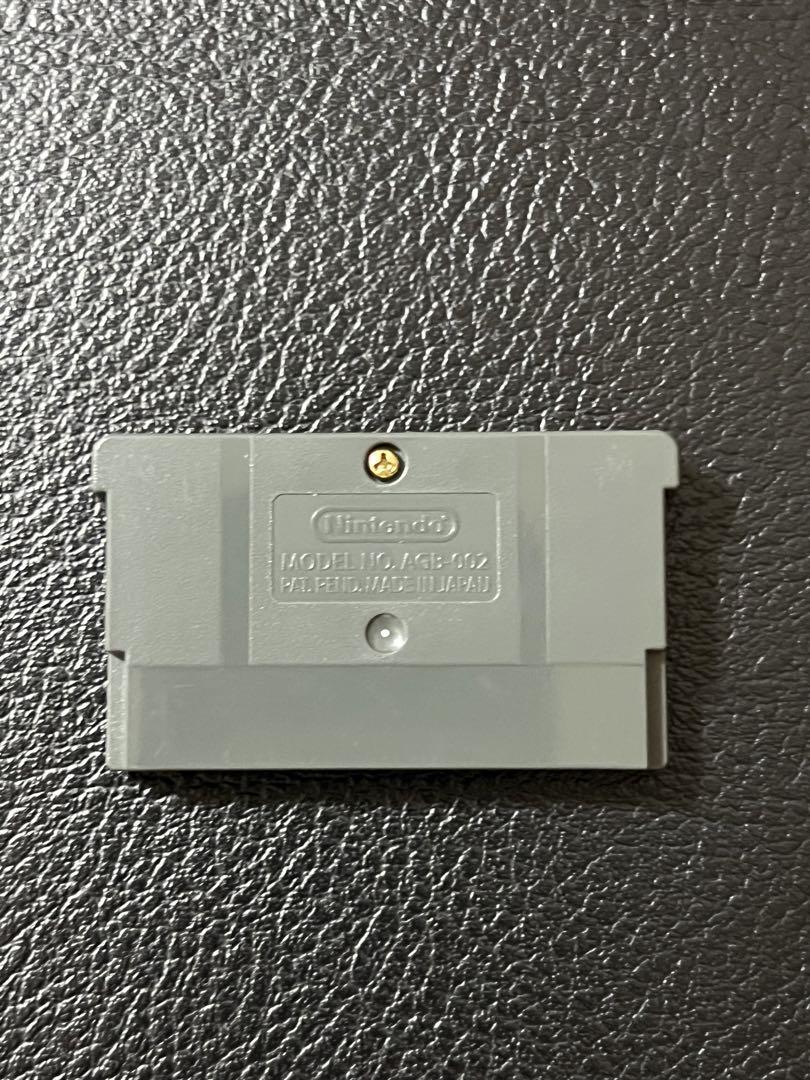 Nintendo
MODEL NO. AGB-002
PAT. PEND. MADE IN JAPAN